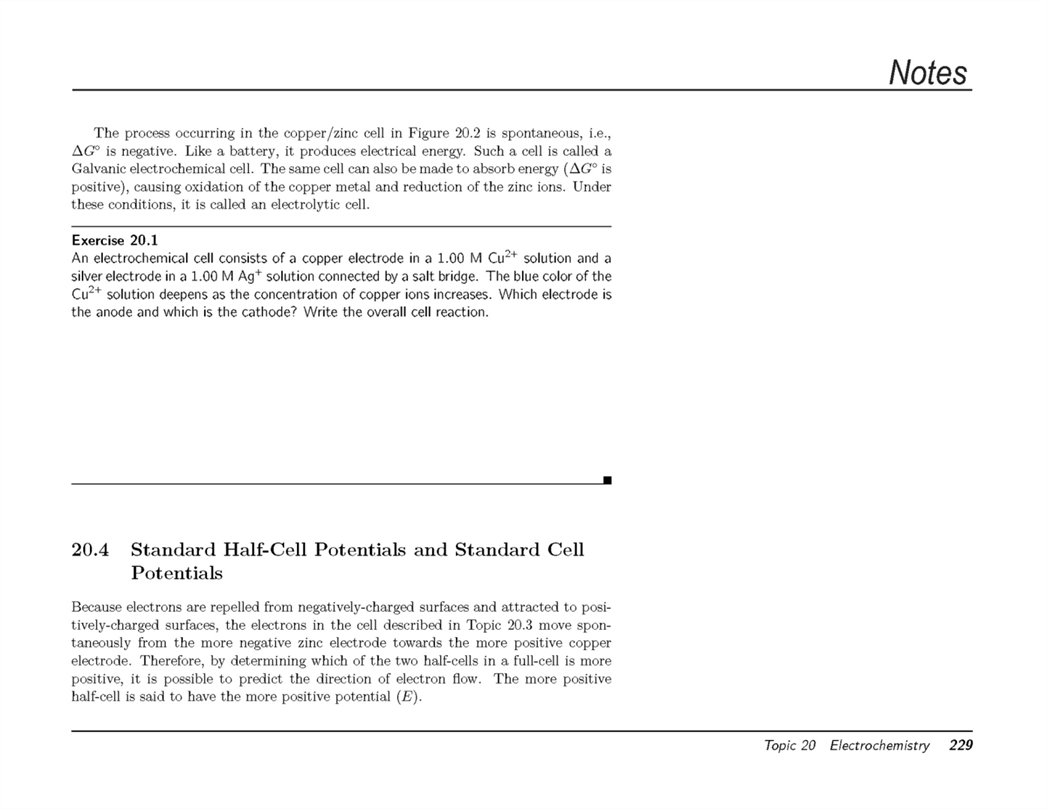 Notes
The process occurring in the copper/zinc cell in Figure 20.2 is spontaneous, i.e.,
ΔG° is negative. Like a battery, it produces electrical energy. Such a cell is called a
Galvanic electrochemical cell. The same cell can also be made to absorb energy (ΔG° is
positive), causing oxidation of the copper metal and reduction of the zinc ions. Under
these conditions, it is called an electrolytic cell.
Exercise 20.1
An electrochemical cell consists of a copper electrode in a 1.00 M Cu²⁺ solution and a
silver electrode in a 1.00 M Ag⁺ solution connected by a salt bridge. The blue color of the
Cu²⁺ solution deepens as the concentration of copper ions increases. Which electrode is
the anode and which is the cathode? Write the overall cell reaction.
20.4 Standard Half-Cell Potentials and Standard Cell
Potentials
Because electrons are repelled from negatively-charged surfaces and attracted to posi-
tively-charged surfaces, the electrons in the cell described in Topic 20.3 move spon-
taneously from the more negative zinc electrode towards the more positive copper
electrode. Therefore, by determining which of the two half-cells in a full-cell is more
positive, it is possible to predict the direction of electron flow. The more positive
half-cell is said to have the more positive potential (E).
Topic 20 Electrochemistry 229